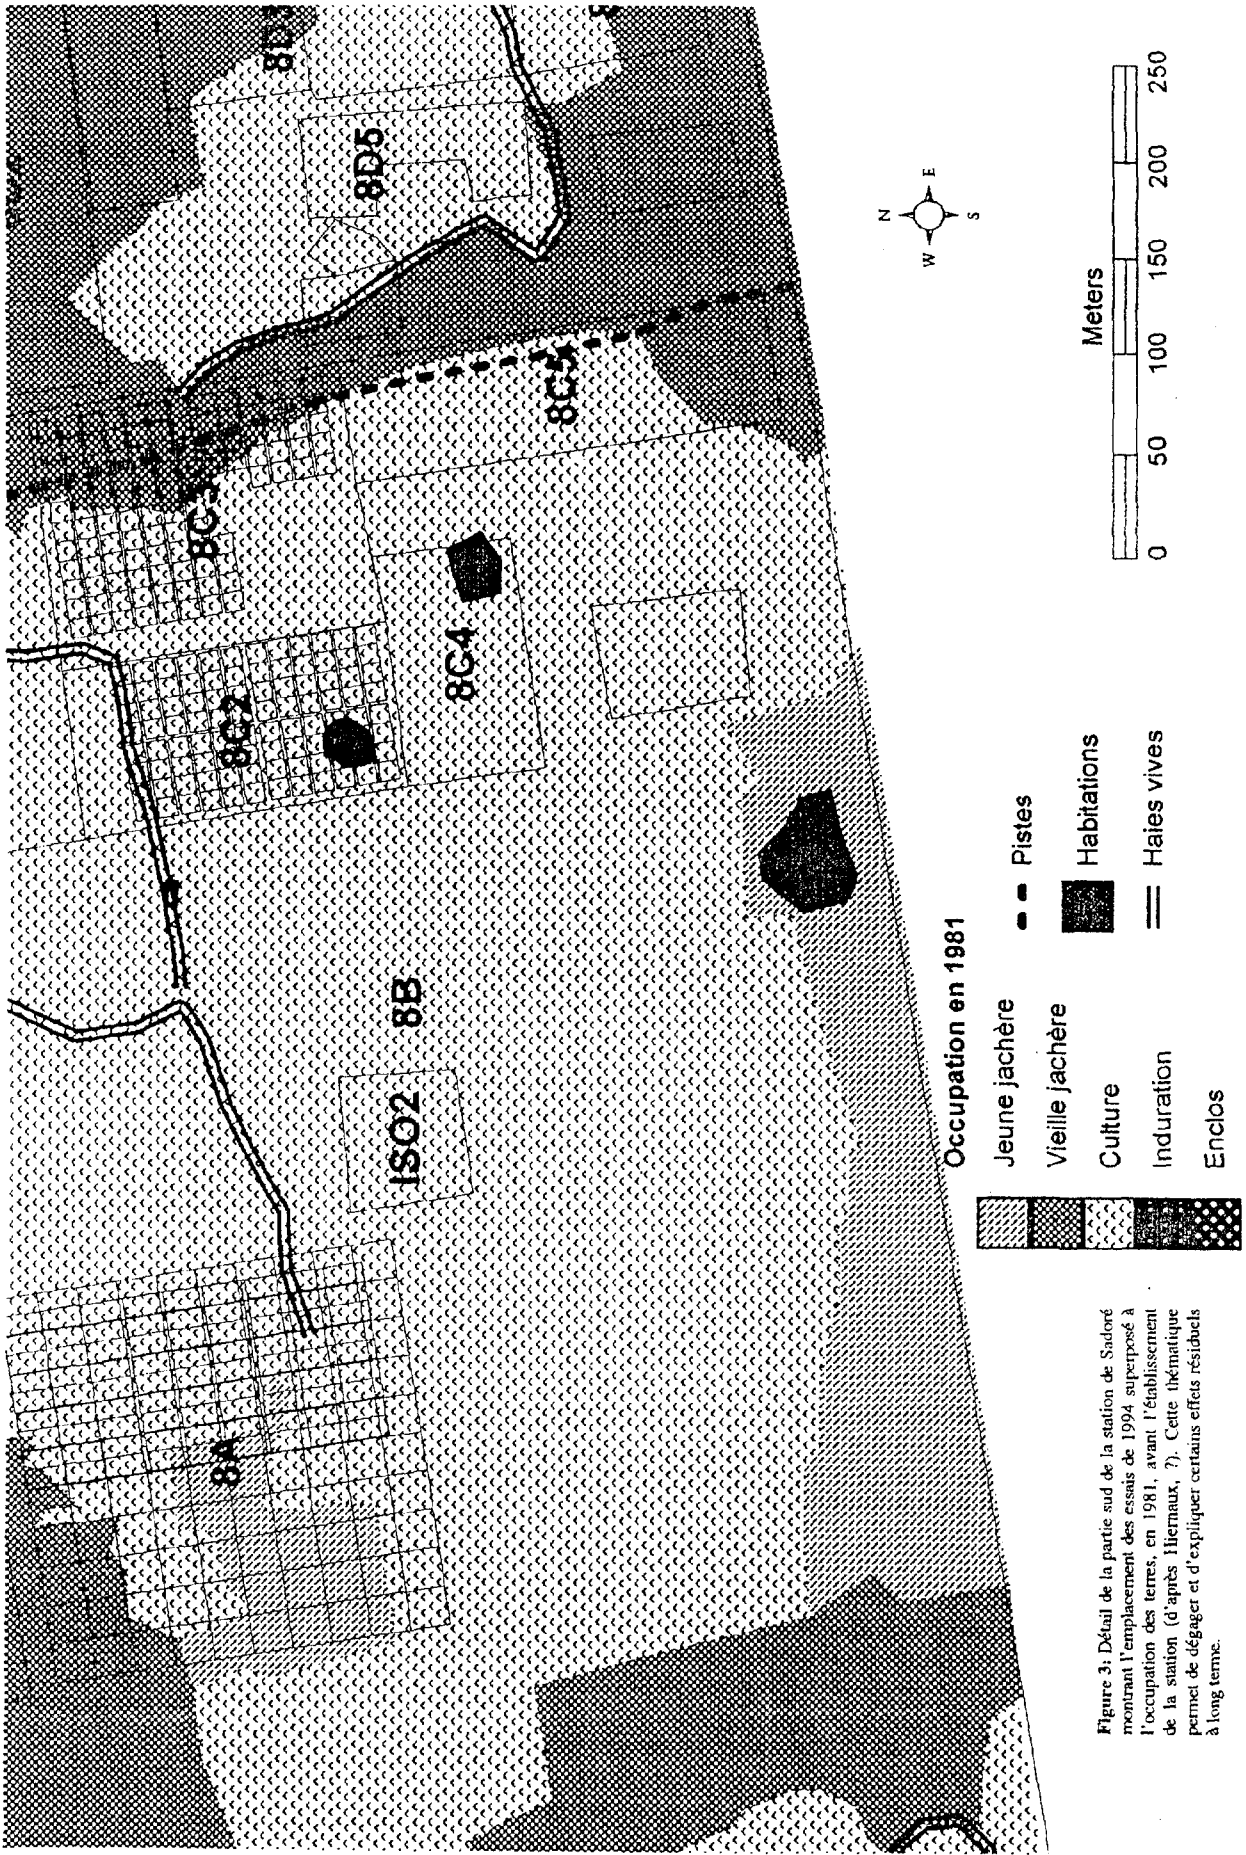 8D3
8D5
8C3
8C2
8C4
8C5
8B
ISO2
8A
N
W E
S
Meters
0 50 100 150 200 250
Occupation en 1981
Jeune jachère
Vieille jachère
Culture
Induration
Enclos
Pistes
Habitations
Haies vives
Figure 3: Détail de la partie sud de la station de Sadoré
montrant l'emplacement des essais de 1994 superposé à
l'occupation des terres, en 1981, avant l'établissement
de la station (d'après Hiernaux, ?). Cette thématique
permet de dégager et d'expliquer certains effets résiduels
à long terme.